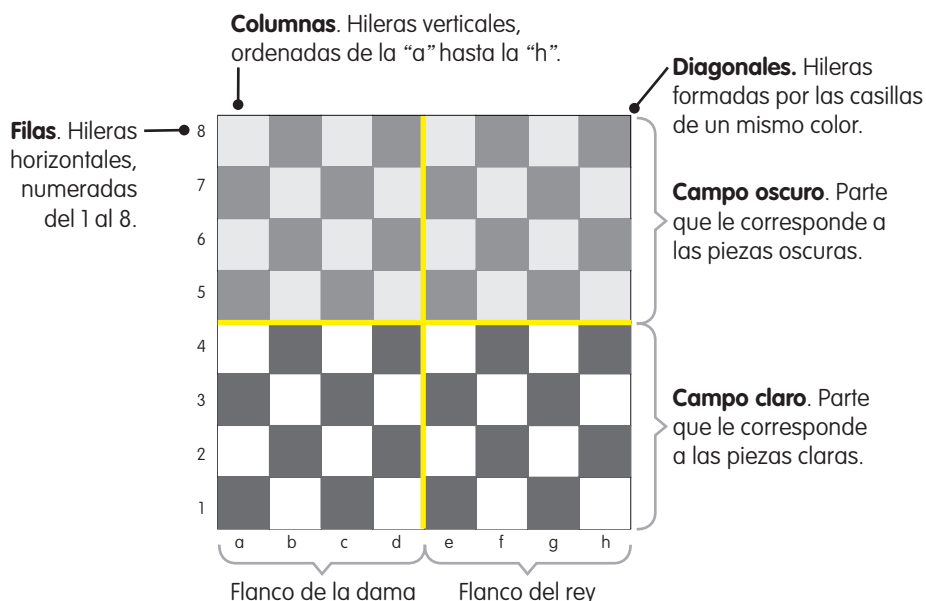 Columnas. Hileras verticales,
ordenadas de la “a” hasta la “h”.
Diagonales. Hileras
formadas por las casillas
de un mismo color.
Filas. Hileras
horizontales,
numeradas
del 1 al 8.
8
7
6
5
4
3
2
1
Campo oscuro. Parte
que le corresponde a
las piezas oscuras.
Campo claro. Parte
que le corresponde
a las piezas claras.
a b c d e f g h
Flanco de la dama Flanco del rey